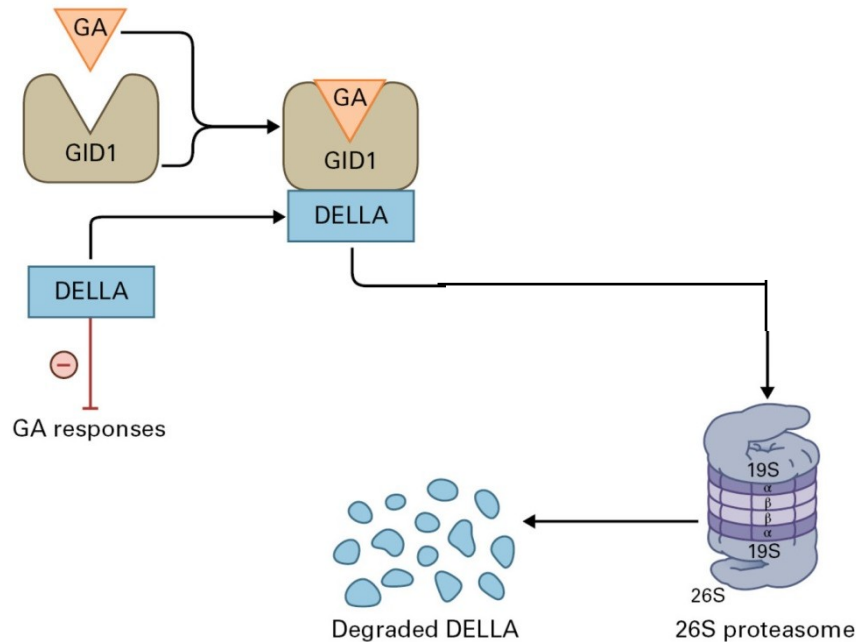 GA
GID1
GA
GID1
DELLA
DELLA
−
GA responses
19S
α
β
β
α
19S
26S
Degraded DELLA
26S proteasome